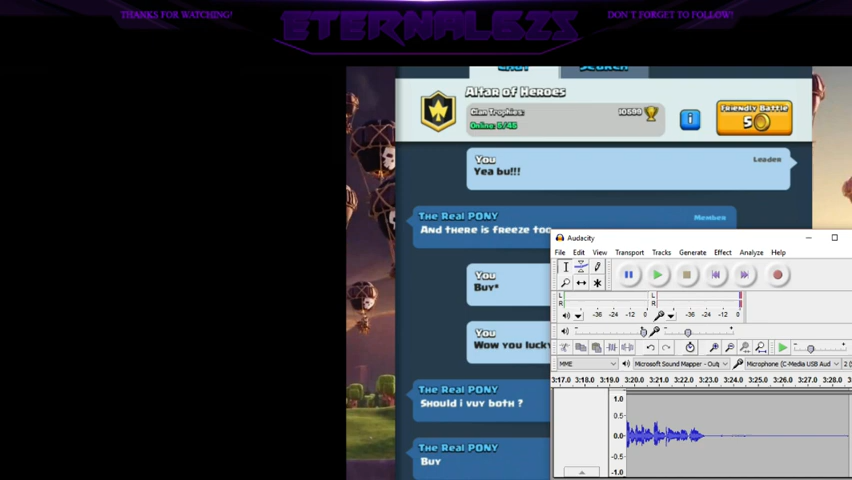 THANKS FOR WATCHING!
ETERNAL625
DON T FORGET TO FOLLOW!
Altar of Heroes
Clan Trophies: 10599
Online: 5/45
Friendly Battle
5
You
Leader
Yea bu!!!
The Real PONY
Member
And there is freeze too
You
Buy*
You
Wow you lucky
The Real PONY
Should i vuy both ?
The Real PONY
Buy
Audacity
File Edit View Transport Tracks Generate Effect Analyze Help
L
R
-36 -24 -12 0
L
R
-36 -24 -12 0
MME
Microsoft Sound Mapper - Outp
Microphone (C-Media USB Aud
2 (S
3:17.0 3:18.0 3:19.0 3:20.0 3:21.0 3:22.0 3:23.0 3:24.0 3:25.0 3:26.0 3:27.0 3:28.0
1.0
0.5
0.0
-0.5
-1.0